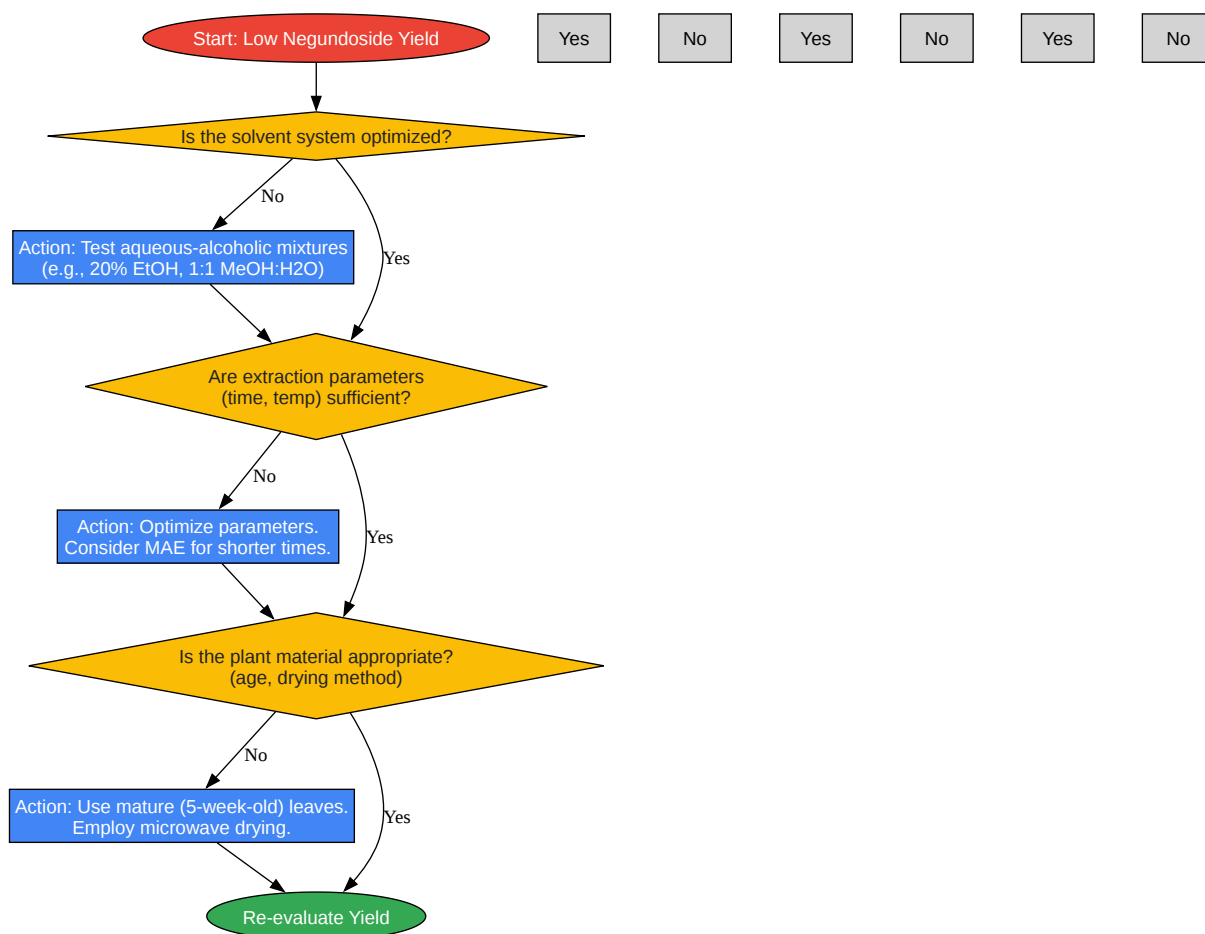 Start: Low Negundoside Yield
Yes
No
Yes
No
Yes
No
Is the solvent system optimized?
No
Action: Test aqueous-alcoholic mixtures
(e.g., 20% EtOH, 1:1 MeOH:H2O)
Yes
Are extraction parameters
(time, temp) sufficient?
No
Action: Optimize parameters.
Consider MAE for shorter times.
Yes
Is the plant material appropriate?
(age, drying method)
No
Action: Use mature (5-week-old) leaves.
Employ microwave drying.
Yes
Re-evaluate Yield